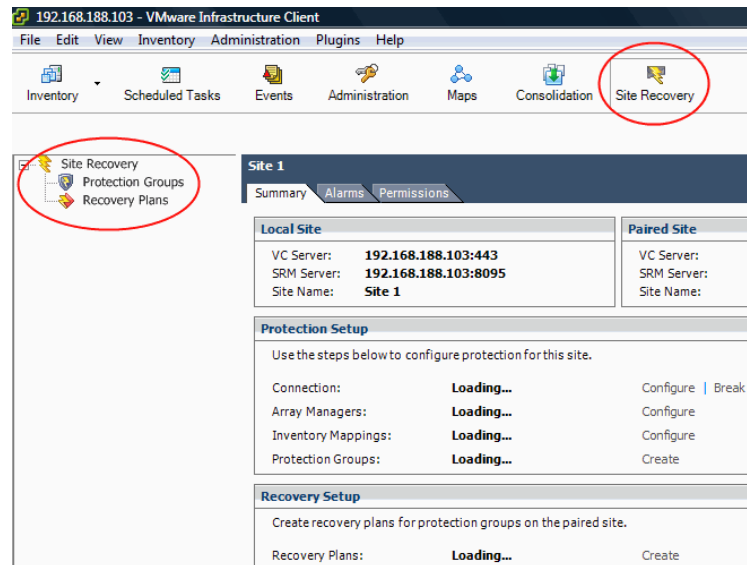 192.168.188.103 - VMware Infrastructure Client
File Edit View Inventory Administration Plugins Help
Inventory Scheduled Tasks Events Administration Maps Consolidation Site Recovery
Site Recovery
Protection Groups
Recovery Plans
Site 1
Summary Alarms Permissions
Local Site
VC Server: 192.168.188.103:443
SRM Server: 192.168.188.103:8095
Site Name: Site 1
Paired Site
VC Server:
SRM Server:
Site Name:
Protection Setup
Use the steps below to configure protection for this site.
Connection: Loading... Configure | Break
Array Managers: Loading... Configure
Inventory Mappings: Loading... Configure
Protection Groups: Loading... Create
Recovery Setup
Create recovery plans for protection groups on the paired site.
Recovery Plans: Loading... Create